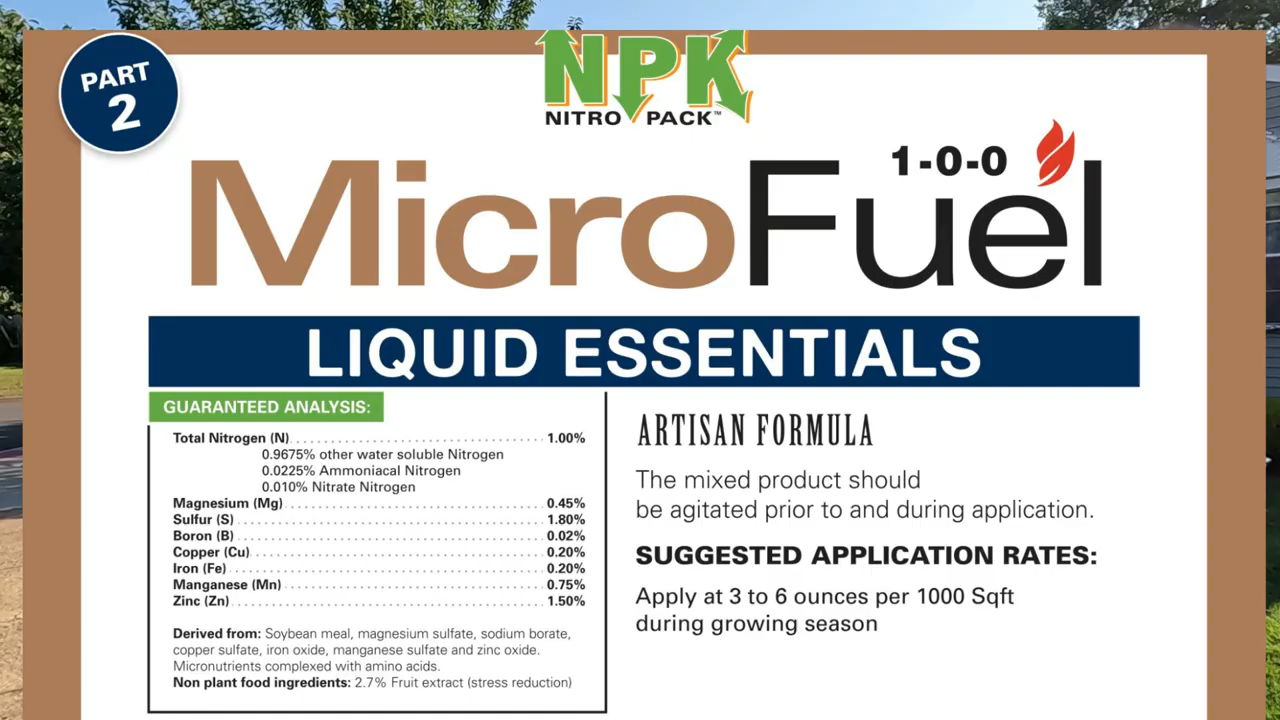 PART
2
NPK
NITRO PACK™
1-0-0
MicroFuel
LIQUID ESSENTIALS
GUARANTEED ANALYSIS:
Total Nitrogen (N) 1.00%
0.9675% other water soluble Nitrogen
0.0225% Ammoniacal Nitrogen
0.010% Nitrate Nitrogen
Magnesium (Mg) 0.45%
Sulfur (S) 1.80%
Boron (B) 0.02%
Copper (Cu) 0.20%
Iron (Fe) 0.20%
Manganese (Mn) 0.75%
Zinc (Zn) 1.50%
Derived from: Soybean meal, magnesium sulfate, sodium borate,
copper sulfate, iron oxide, manganese sulfate and zinc oxide.
Micronutrients complexed with amino acids.
Non plant food ingredients: 2.7% Fruit extract (stress reduction)
ARTISAN FORMULA
The mixed product should
be agitated prior to and during application.
SUGGESTED APPLICATION RATES:
Apply at 3 to 6 ounces per 1000 Sqft
during growing season